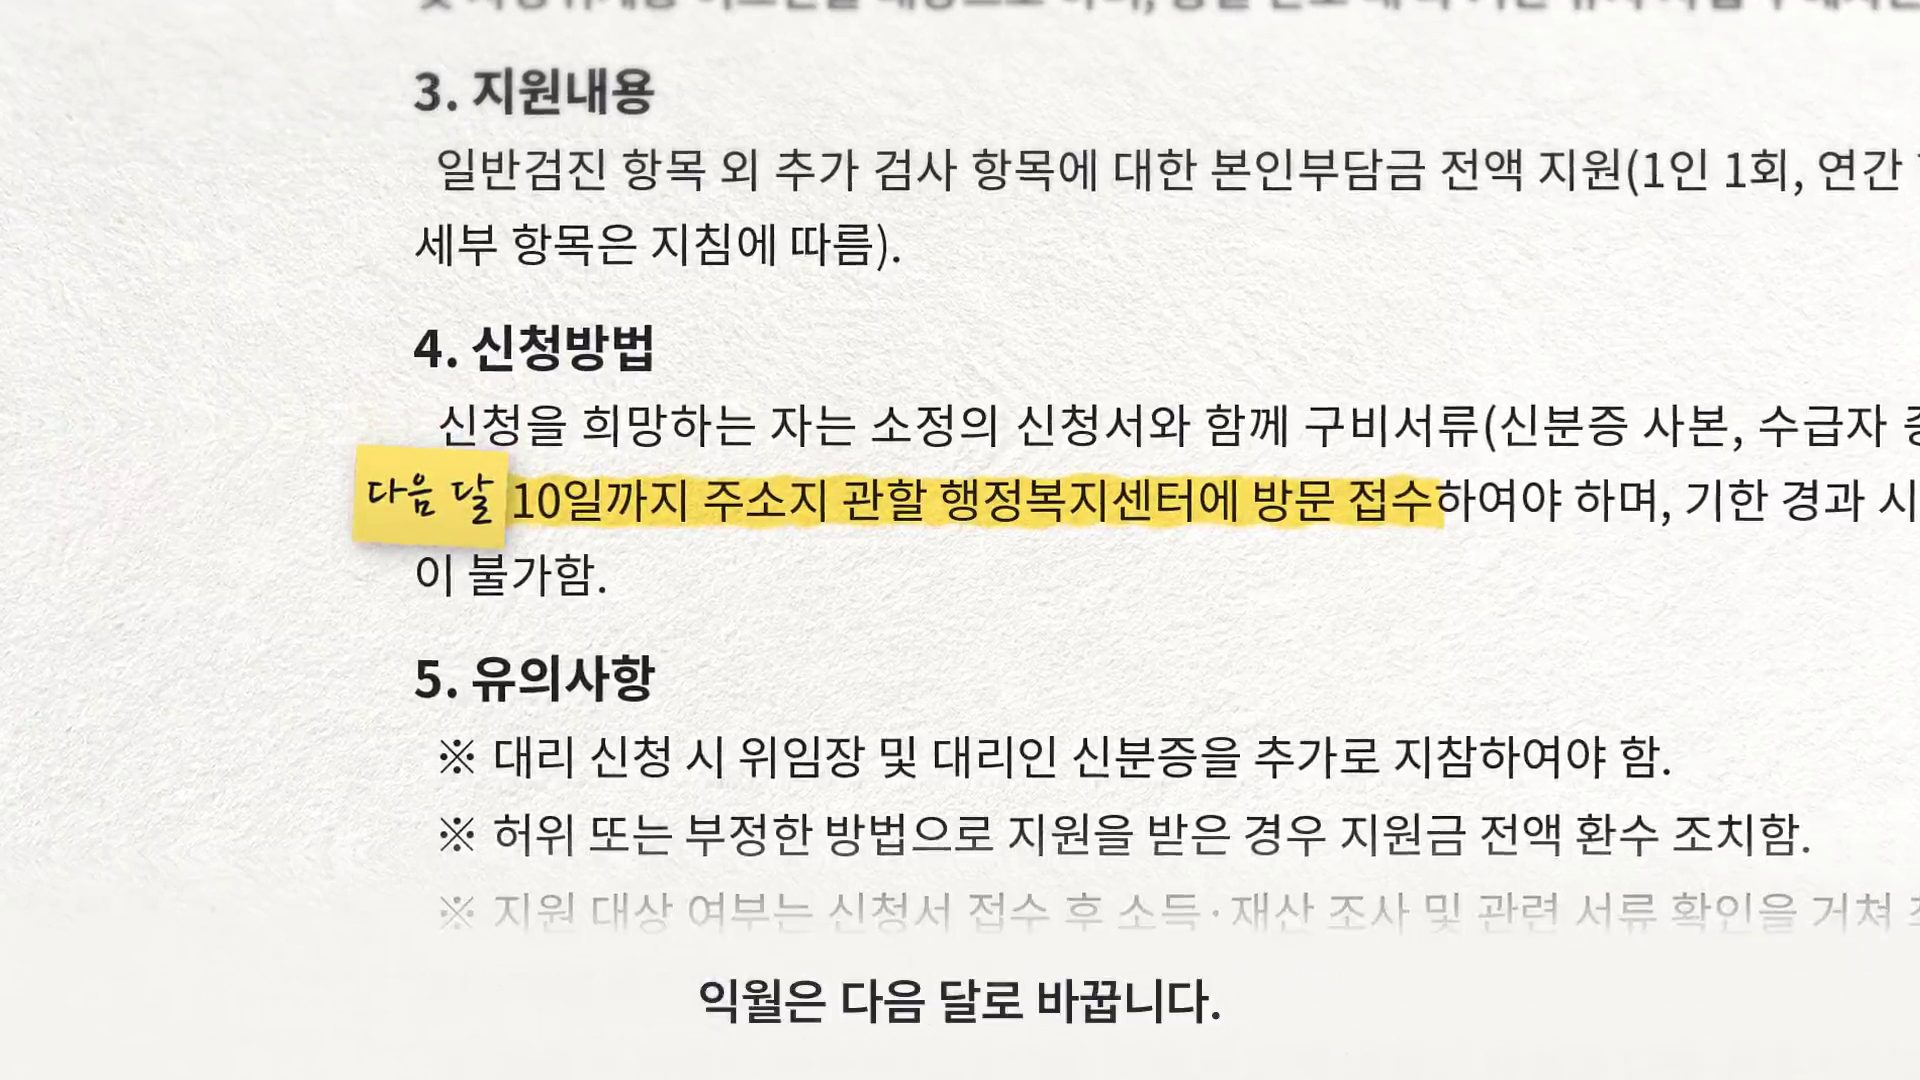 3. 지원내용
일반검진 항목 외 추가 검사 항목에 대한 본인부담금 전액 지원(1인 1회, 연간
세부 항목은 지침에 따름).
4. 신청방법
신청을 희망하는 자는 소정의 신청서와 함께 구비서류(신분증 사본, 수급자
다음 달 10일까지 주소지 관할 행정복지센터에 방문 접수하여야 하며, 기한 경과 시
이 불가함.
5. 유의사항
※ 대리 신청 시 위임장 및 대리인 신분증을 추가로 지참하여야 함.
※ 허위 또는 부정한 방법으로 지원을 받은 경우 지원금 전액 환수 조치함.
※ 지원 대상 여부는 신청서 접수 후 소득·재산 조사 및 관련 서류 확인을 거쳐
익월은 다음 달로 바꿉니다.